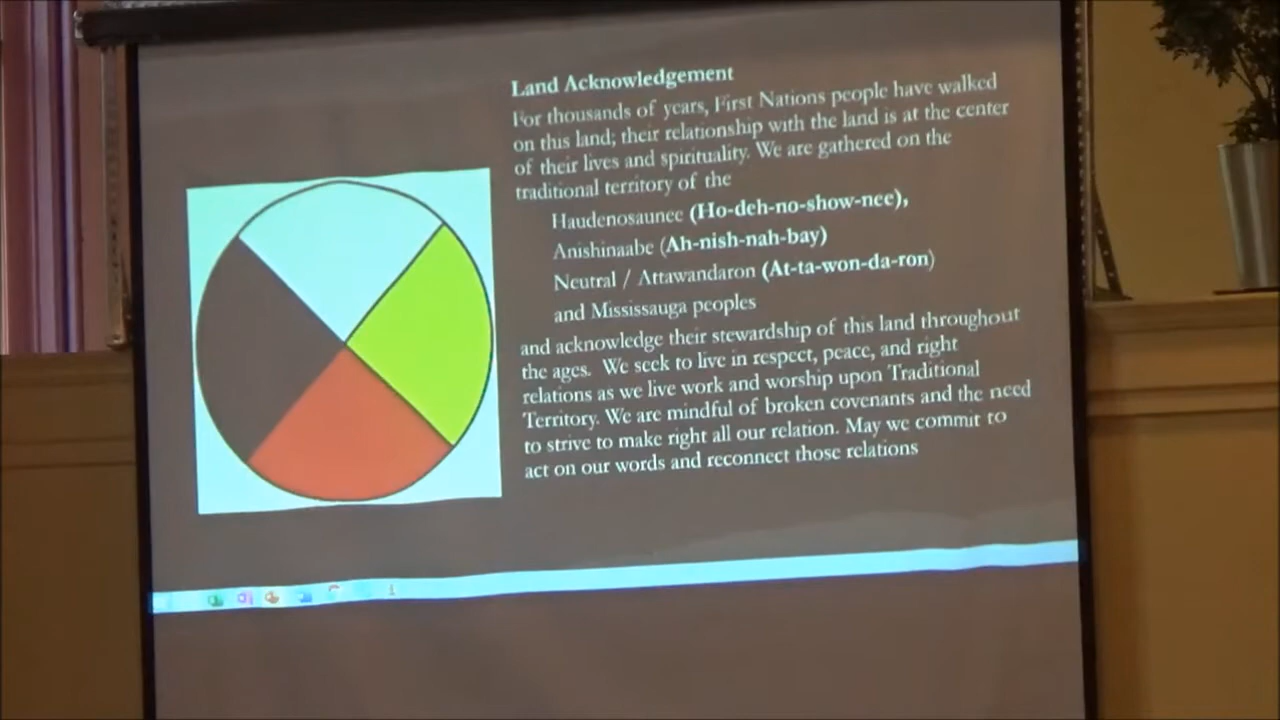 Land Acknowledgement
For thousands of years, First Nations people have walked
on this land; their relationship with the land is at the center
of their lives and spirituality. We are gathered on the
traditional territory of the
Haudenosaunee (Ho-deh-no-show-nee),
Anishinaabe (Ah-nish-nah-bay)
Neutral / Attawandaron (At-ta-won-da-ron)
and Mississauga peoples
and acknowledge their stewardship of this land throughout
the ages. We seek to live in respect, peace, and right
relations as we live work and worship upon Traditional
Territory. We are mindful of broken covenants and the need
to strive to make right all our relation. May we commit to
act on our words and reconnect those relations